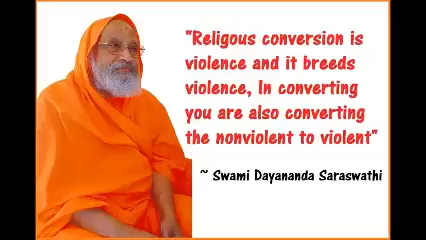 "Religous conversion is
violence and it breeds
violence, In converting
you are also converting
the nonviolent to violent"
~ Swami Dayananda Saraswathi